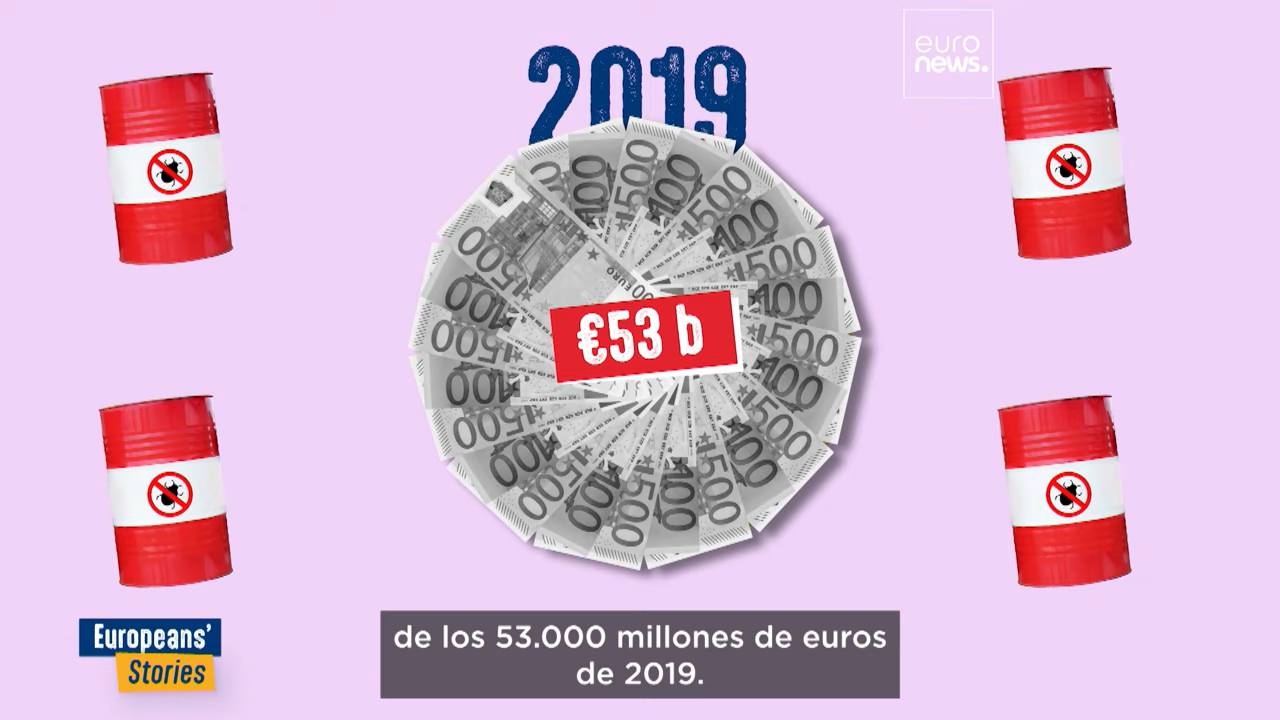 2019
euro
news.
€53 b
Europeans'
Stories
de los 53.000 millones de euros
de 2019.